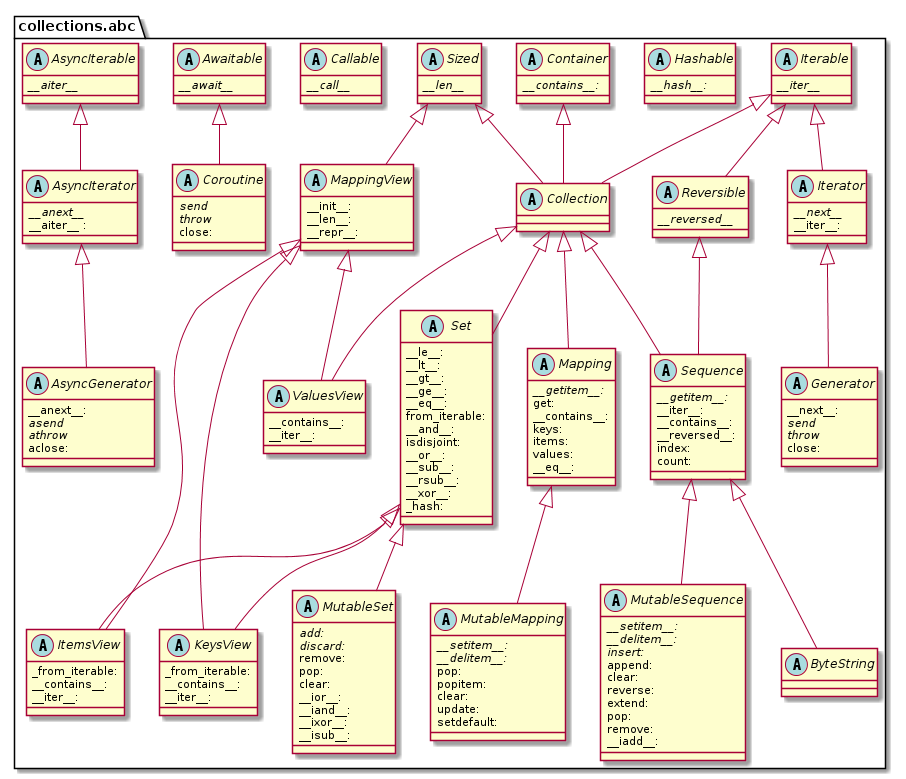 collections.abc
A AsyncIterable
__aiter__
A Awaitable
__await__
A Callable
__call__
A Sized
__len__
A Container
__contains__:
A Hashable
__hash__:
A Iterable
__iter__
A AsyncIterator
__anext__
__aiter__ :
A Coroutine
send
throw
close:
A MappingView
__init__:
__len__:
__repr__:
A Collection
A Reversible
__reversed__
A Iterator
__next__
__iter__:
A AsyncGenerator
__anext__:
asend
athrow
aclose:
A ValuesView
__contains__:
__iter__:
A Set
__le__:
__lt__:
__gt__:
__ge__:
__eq__:
from_iterable:
__and__:
isdisjoint:
__or__:
__sub__:
__rsub__:
__xor__:
_hash:
A Mapping
__getitem__:
get:
__contains__:
keys:
items:
values:
__eq__:
A Sequence
__getitem__:
__iter__:
__contains__:
__reversed__:
index:
count:
A Generator
__next__:
send
throw
close:
A ItemsView
_from_iterable:
__contains__:
__iter__:
A KeysView
_from_iterable:
__contains__:
__iter__:
A MutableSet
add:
discard:
remove:
pop:
clear:
__ior__:
__iand__:
__ixor__:
__isub__:
A MutableMapping
__setitem__:
__delitem__:
pop:
popitem:
clear:
update:
setdefault:
A MutableSequence
__setitem__:
__delitem__:
insert:
append:
clear:
reverse:
extend:
pop:
remove:
__iadd__:
A ByteString